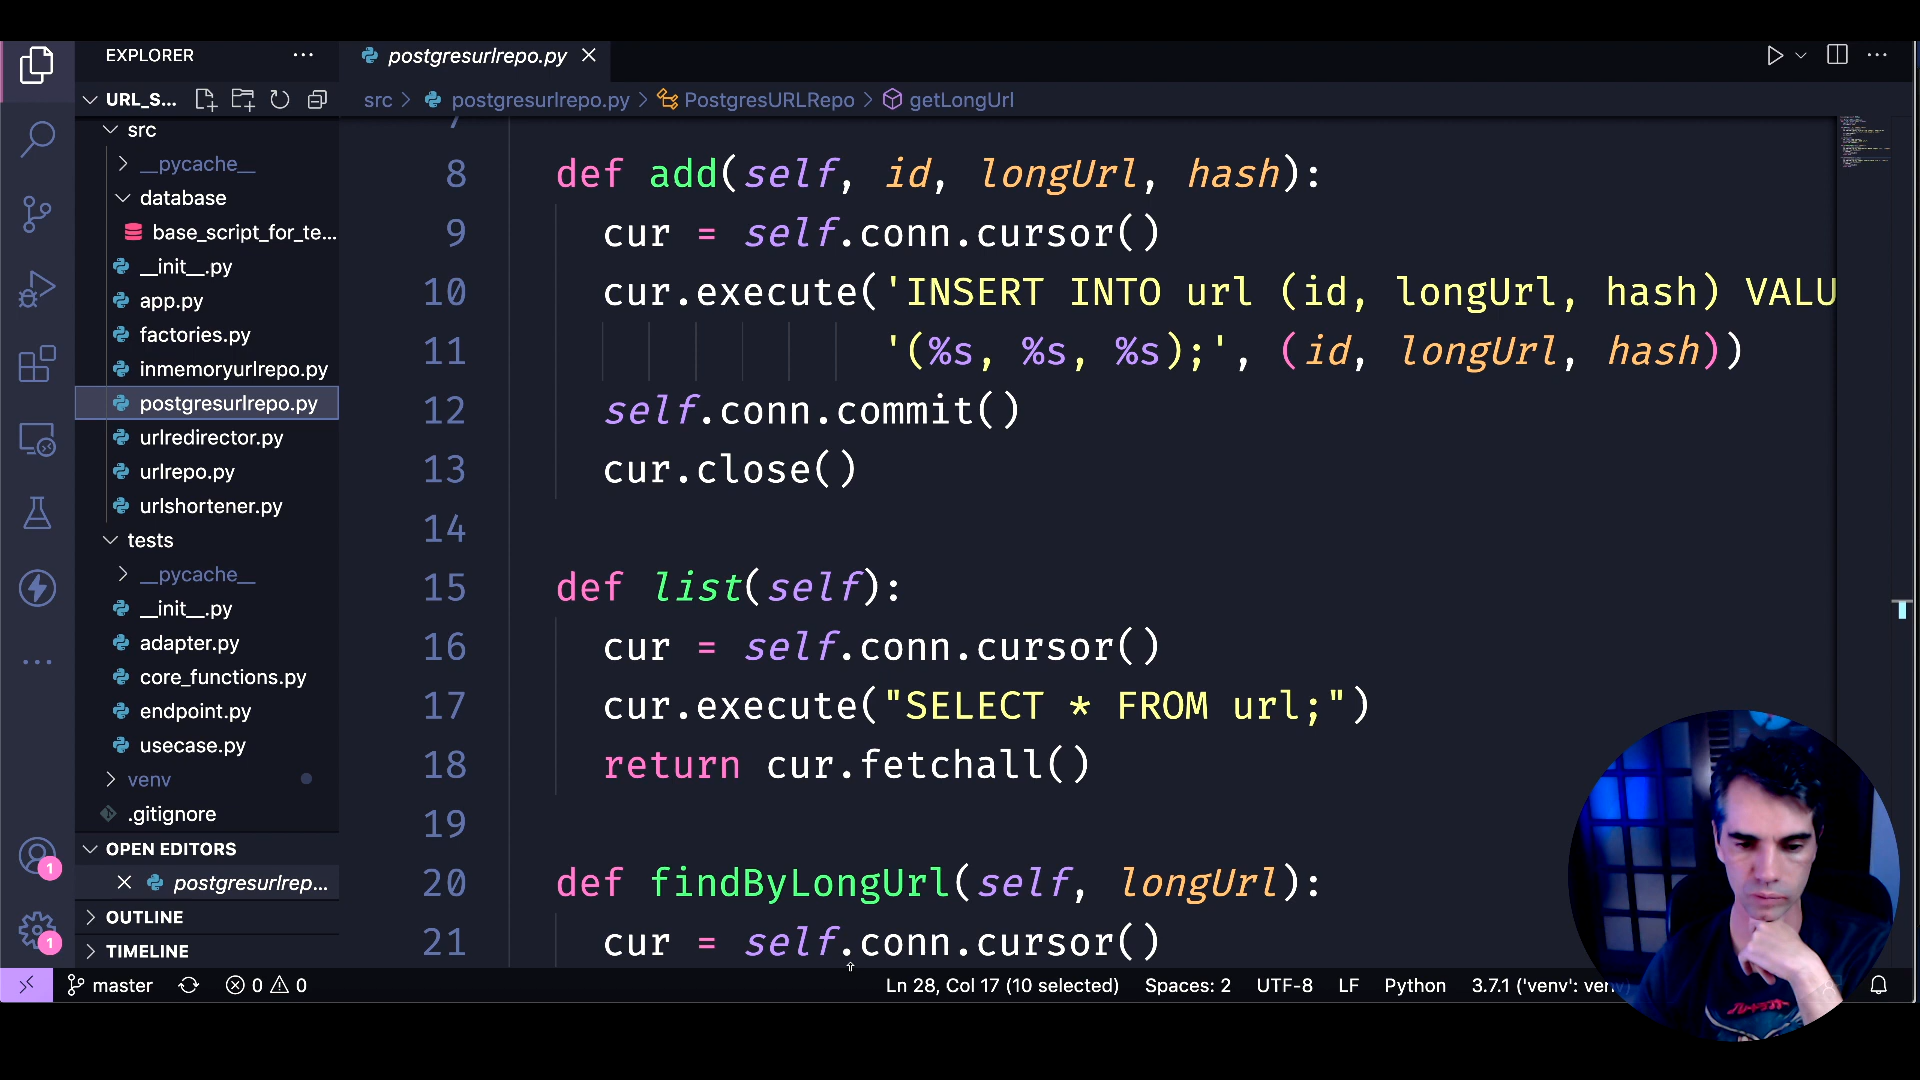 EXPLORER
postgresurlrepo.py
URL_S...
src
postgresurlrepo.py
PostgresURLRepo
getLongUrl
src
__pycache__
database
base_script_for_te...
__init__.py
app.py
factories.py
inmemoryurlrepo.py
postgresurlrepo.py
urlredirector.py
urlrepo.py
urlshortener.py
tests
__pycache__
__init__.py
adapter.py
core_functions.py
endpoint.py
usecase.py
venv
.gitignore
OPEN EDITORS
postgresurlrep...
OUTLINE
TIMELINE
1
1
7
8 def add(self, id, longUrl, hash):
9 cur = self.conn.cursor()
10 cur.execute('INSERT INTO url (id, longUrl, hash) VALU
11 '(%s, %s, %s);', (id, longUrl, hash))
12 self.conn.commit()
13 cur.close()
14
15 def list(self):
16 cur = self.conn.cursor()
17 cur.execute("SELECT * FROM url;")
18 return cur.fetchall()
19
20 def findByLongUrl(self, longUrl):
21 cur = self.conn.cursor()
master
0
0
Ln 28, Col 17 (10 selected)
Spaces: 2
UTF-8
LF
Python
3.7.1 ('venv':